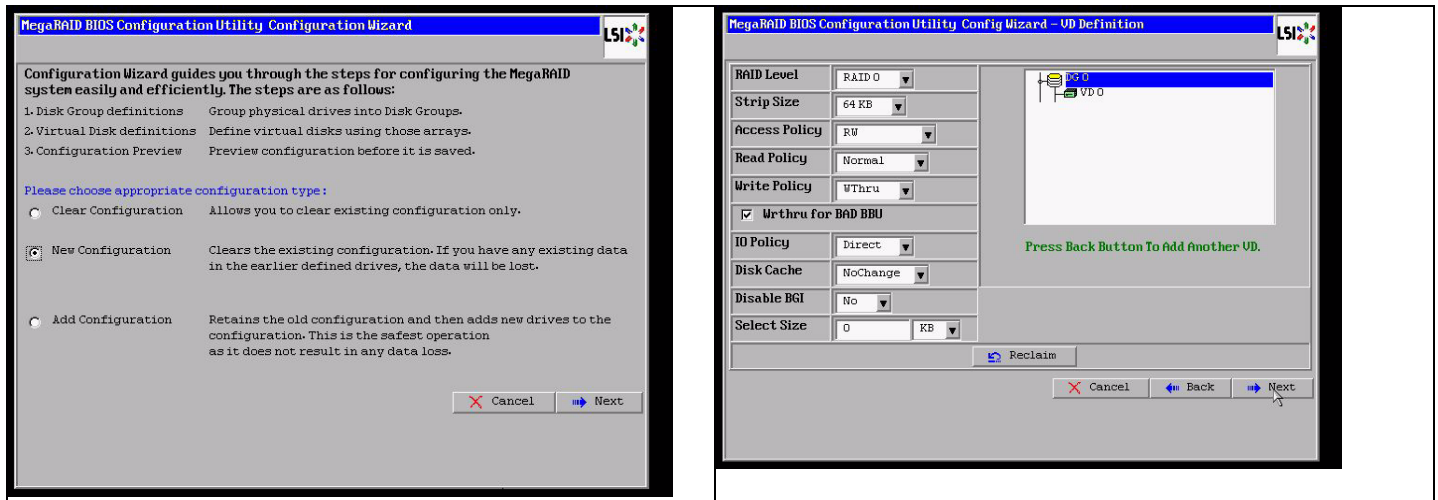 MegaRAID BIOS Configuration Utility Configuration Wizard
LSI
Configuration Wizard guides you through the steps for configuring the MegaRAID
system easily and efficiently. The steps are as follows:
1. Disk Group definitions Group physical drives into Disk Groups.
2. Virtual Disk definitions Define virtual disks using those arrays.
3. Configuration Preview Preview configuration before it is saved.
Please choose appropriate configuration type:
Clear Configuration Allows you to clear existing configuration only.
New Configuration Clears the existing configuration. If you have any existing data
in the earlier defined drives, the data will be lost.
Add Configuration Retains the old configuration and then adds new drives to the
configuration. This is the safest operation
as it does not result in any data loss.
Cancel Next
MegaRAID BIOS Configuration Utility Config Wizard – VD Definition
LSI
RAID Level RAID 0
Strip Size 64 KB
Access Policy RW
Read Policy Normal
Write Policy WThru
Wrthru for BAD BBU
IO Policy Direct
Disk Cache NoChange
Disable BGI No
Select Size 0 KB
DG 0
VD 0
Press Back Button To Add Another VD.
Reclaim
Cancel Back Next